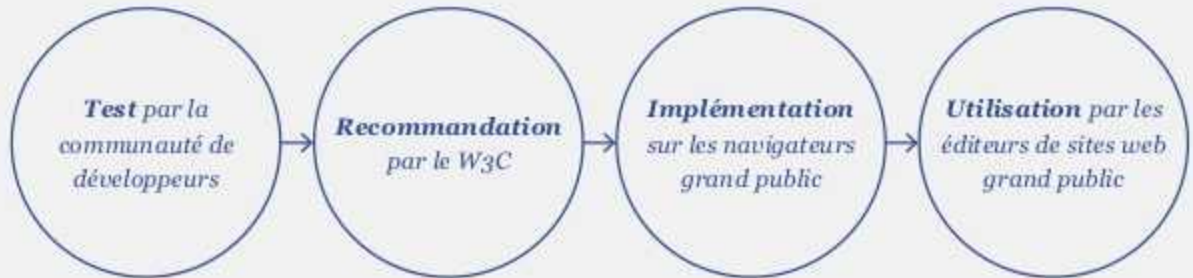 Test par la
communauté de
développeurs
Recommandation
par le W3C
Implémentation
sur les navigateurs
grand public
Utilisation par les
éditeurs de sites web
grand public